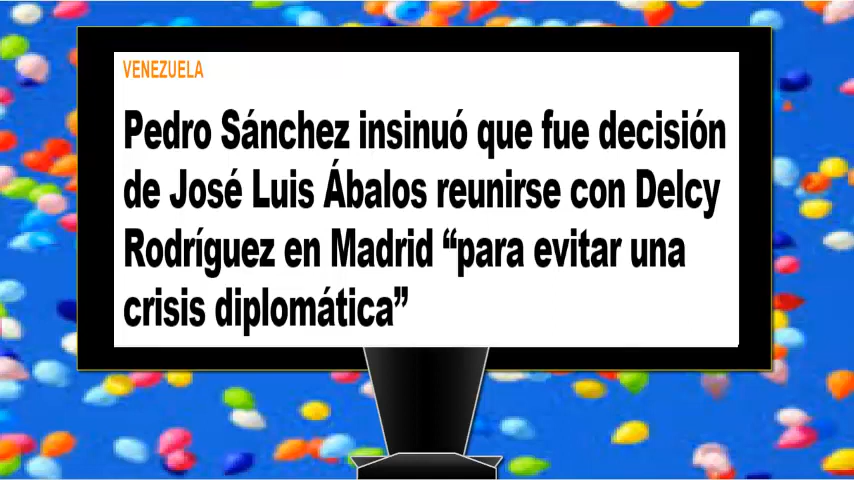 VENEZUELA
Pedro Sánchez insinuó que fue decisión
de José Luis Ábalos reunirse con Delcy
Rodríguez en Madrid “para evitar una
crisis diplomática”